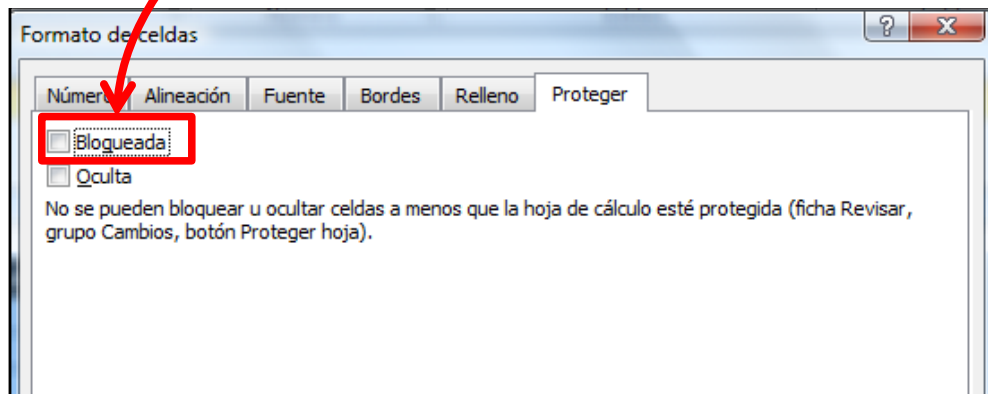 Formato de celdas
Número Alineación Fuente Bordes Relleno Proteger
Bloqueada
Oculta
No se pueden bloquear u ocultar celdas a menos que la hoja de cálculo esté protegida (ficha Revisar,
grupo Cambios, botón Proteger hoja).